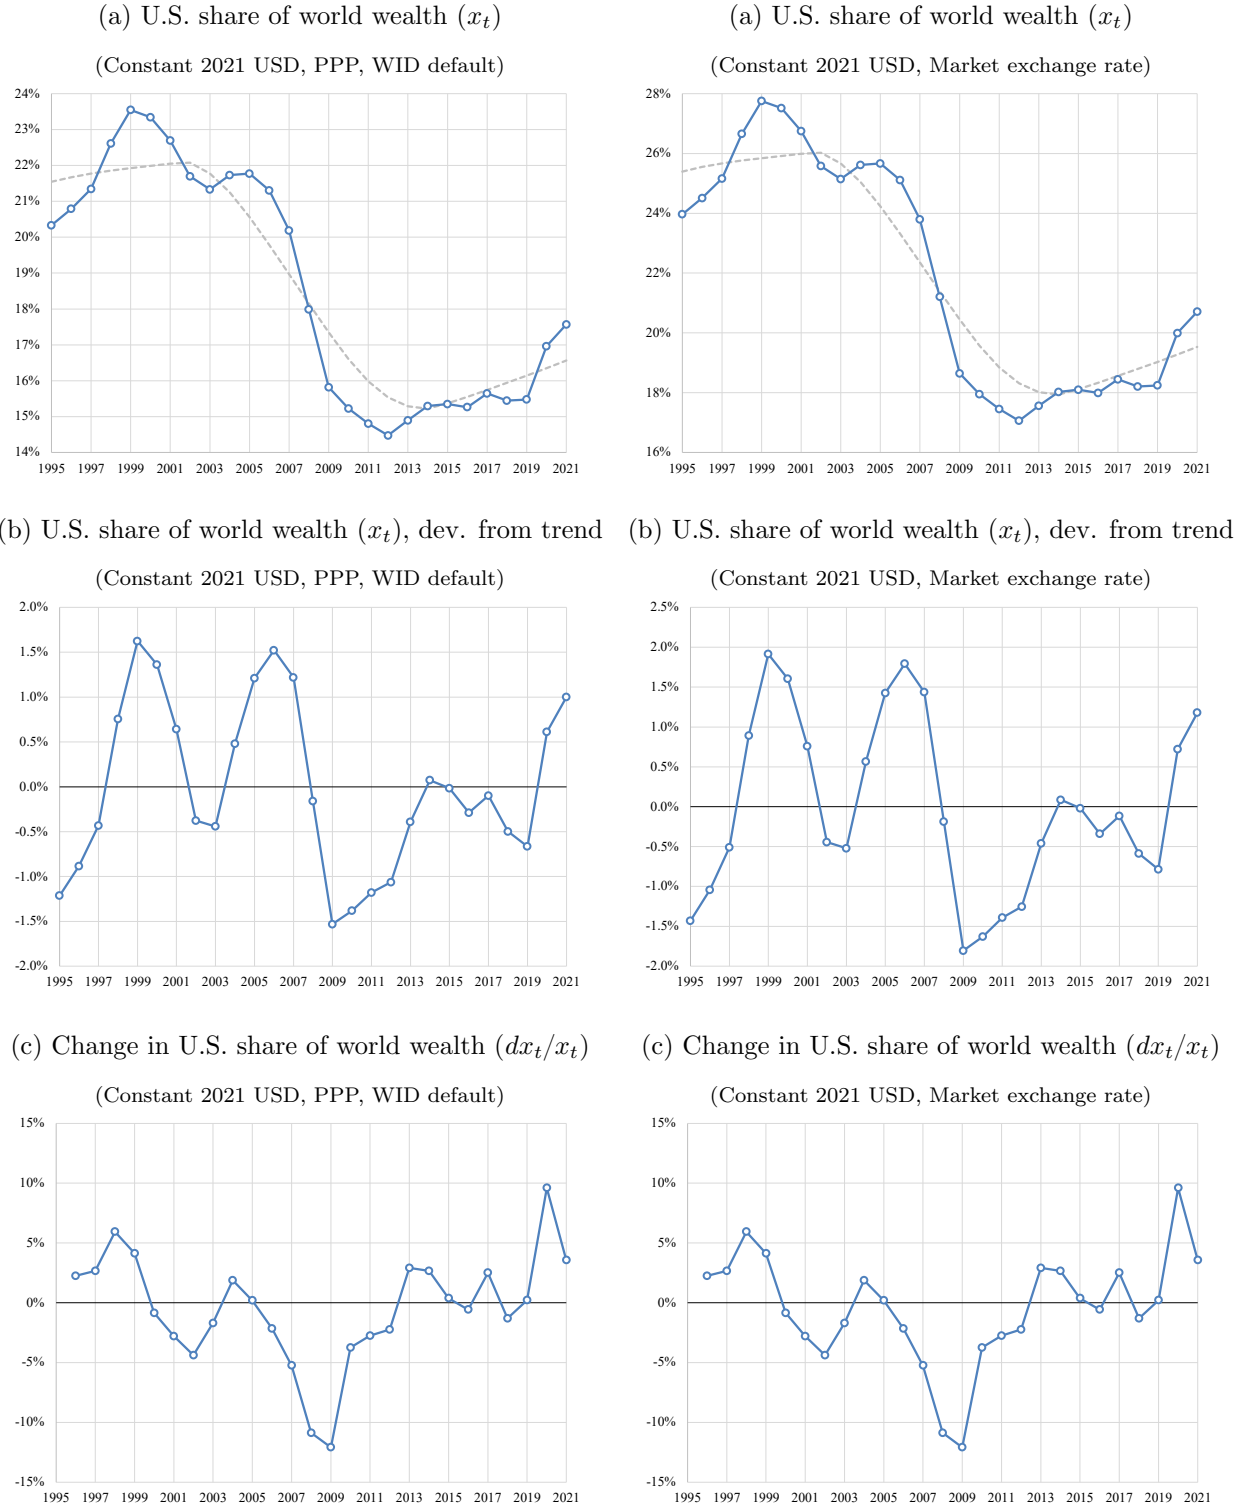 (a) U.S. share of world wealth (xt)
(Constant 2021 USD, PPP, WID default)
24%
23%
22%
21%
20%
19%
18%
17%
16%
15%
14%
1995 1997 1999 2001 2003 2005 2007 2009 2011 2013 2015 2017 2019 2021
(a) U.S. share of world wealth (xt)
(Constant 2021 USD, Market exchange rate)
28%
26%
24%
22%
20%
18%
16%
1995 1997 1999 2001 2003 2005 2007 2009 2011 2013 2015 2017 2019 2021
(b) U.S. share of world wealth (xt), dev. from trend
(Constant 2021 USD, PPP, WID default)
2.0%
1.5%
1.0%
0.5%
0.0%
-0.5%
-1.0%
-1.5%
-2.0%
1995 1997 1999 2001 2003 2005 2007 2009 2011 2013 2015 2017 2019 2021
(b) U.S. share of world wealth (xt), dev. from trend
(Constant 2021 USD, Market exchange rate)
2.5%
2.0%
1.5%
1.0%
0.5%
0.0%
-0.5%
-1.0%
-1.5%
-2.0%
1995 1997 1999 2001 2003 2005 2007 2009 2011 2013 2015 2017 2019 2021
(c) Change in U.S. share of world wealth (dxt/xt)
(Constant 2021 USD, PPP, WID default)
15%
10%
5%
0%
-5%
-10%
-15%
1995 1997 1999 2001 2003 2005 2007 2009 2011 2013 2015 2017 2019 2021
(c) Change in U.S. share of world wealth (dxt/xt)
(Constant 2021 USD, Market exchange rate)
15%
10%
5%
0%
-5%
-10%
-15%
1995 1997 1999 2001 2003 2005 2007 2009 2011 2013 2015 2017 2019 2021